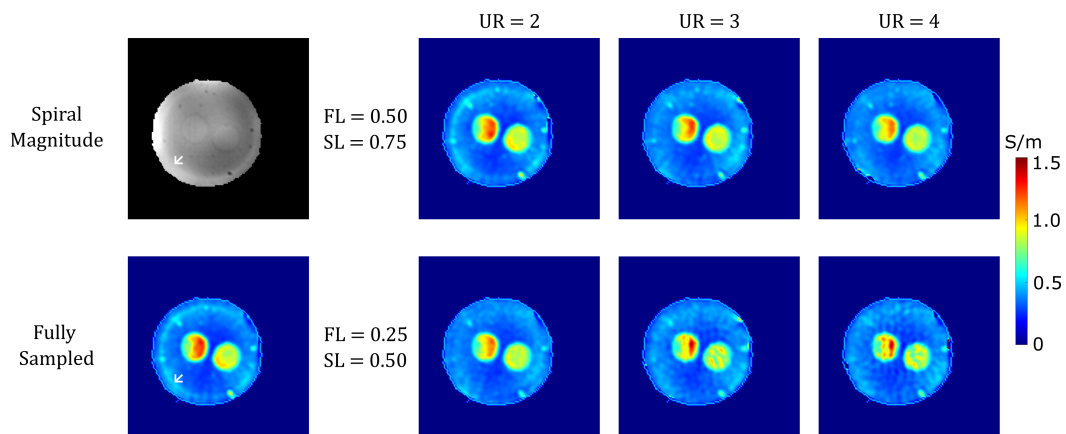 UR = 2
UR = 3
UR = 4
Spiral
Magnitude
FL = 0.50
SL = 0.75
S/m
1.5
1.0
0.5
0
Fully
Sampled
FL = 0.25
SL = 0.50